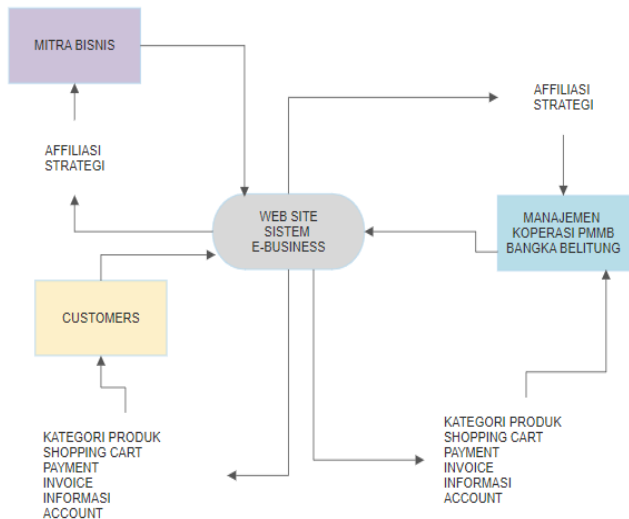 MITRA BISNIS
AFFILIASI
STRATEGI
AFFILIASI
STRATEGI
WEB SITE
SISTEM
E-BUSINESS
MANAJEMEN
KOPERASI PMMB
BANGKA BELITUNG
CUSTOMERS
KATEGORI PRODUK
SHOPPING CART
PAYMENT
INVOICE
INFORMASI
ACCOUNT
KATEGORI PRODUK
SHOPPING CART
PAYMENT
INVOICE
INFORMASI
ACCOUNT